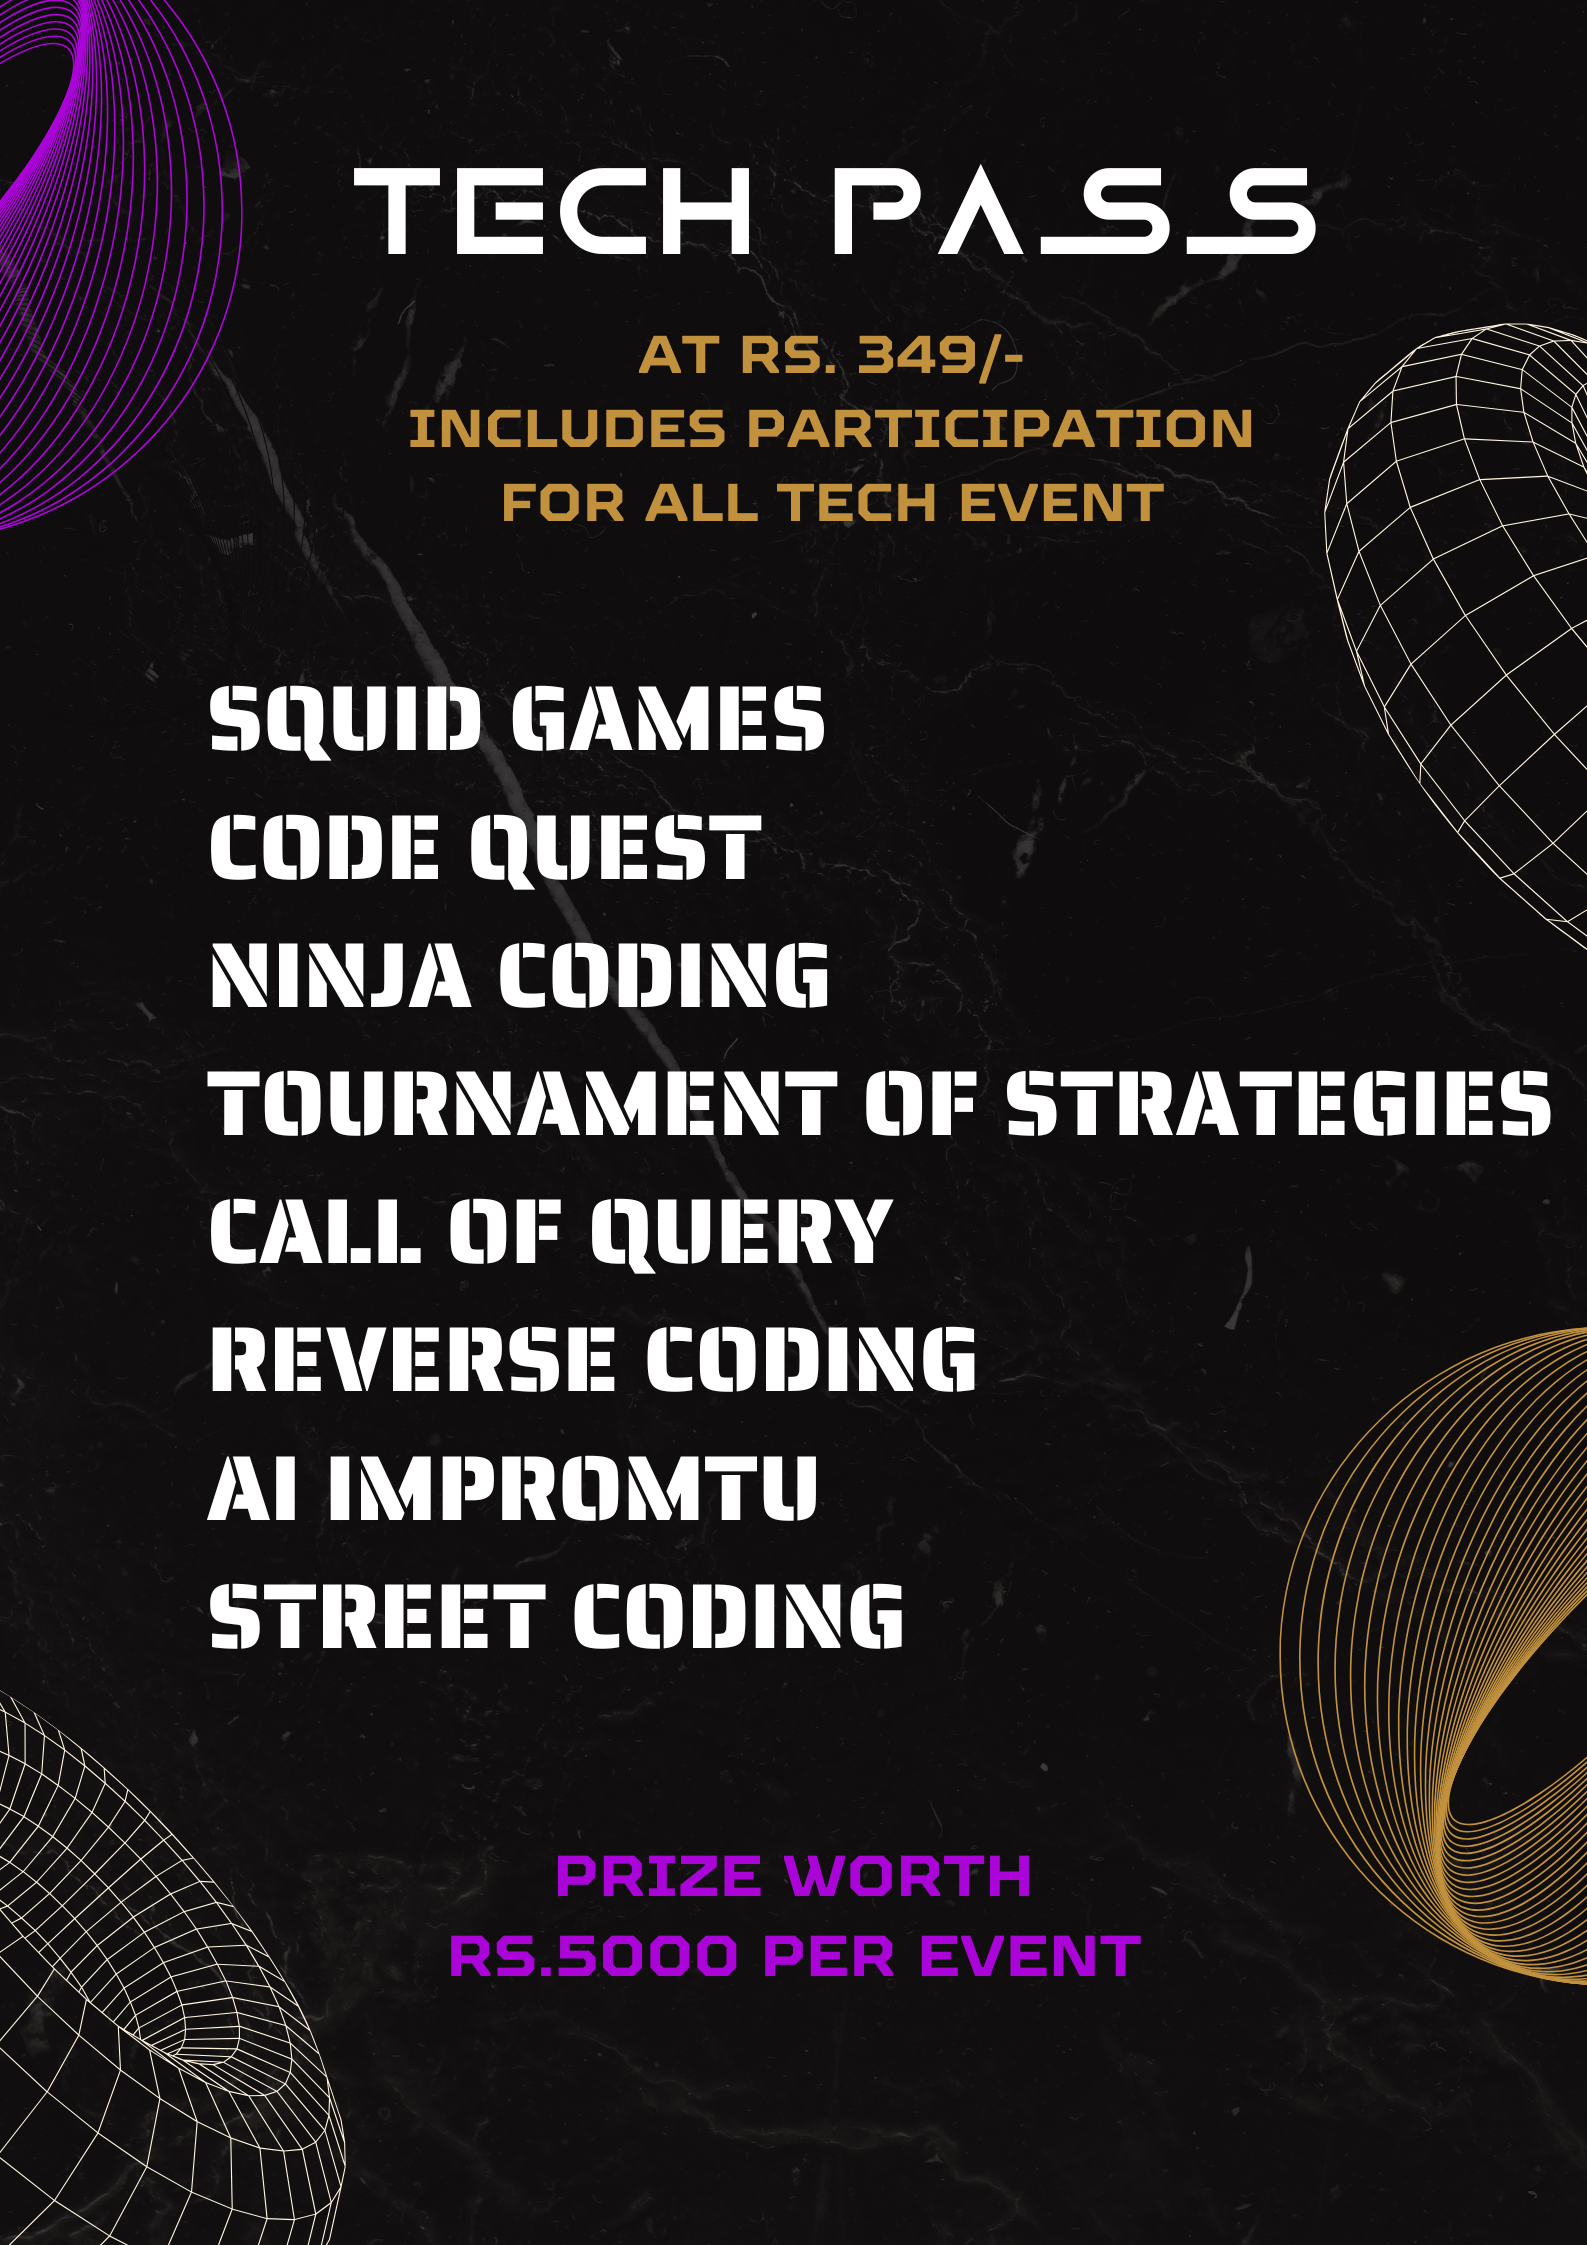 TECH PASS
AT RS. 349/-
INCLUDES PARTICIPATION
FOR ALL TECH EVENT
SQUID GAMES
CODE QUEST
NINJA CODING
TOURNAMENT OF STRATEGIES
CALL OF QUERY
REVERSE CODING
AI IMPROMTU
STREET CODING
PRIZE WORTH
RS.5000 PER EVENT